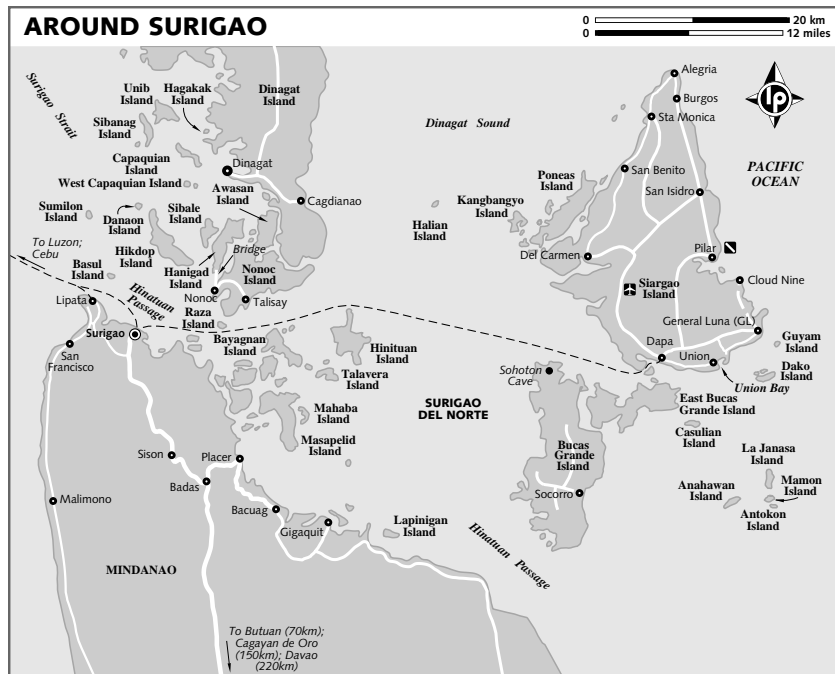 AROUND SURIGAO
0 20 km
0 12 miles
Surigao Strait
Unib
Island
Hagakak
Island
Dinagat
Island
Sibanag
Island
Capaquian
Island
West Capaquian Island
Dinagat
Awasan
Island
Cagdianao
Sumilon
Island
Danaon
Island
Sibale
Island
Hikdop
Island
Bridge
Hanigad
Island
Nonoc
Island
To Luzon;
Cebu
Basul
Island
Hinatuan
Passage
Lipata
Nonoc
Talisay
Raza
Island
Surigao
San
Francisco
Bayagnan
Island
Hinituan
Island
Talavera
Island
Mahaba
Island
Masapelid
Island
Sison
Placer
Badas
Malimono
Bacuag
Gigaquit
Lapinigan
Island
MINDANAO
To Butuan (70km);
Cagayan de Oro
(150km); Davao
(220km)
Dinagat Sound
Alegria
Burgos
Sta Monica
lp
PACIFIC
OCEAN
San Benito
San Isidro
Poneas
Island
Kangbangyo
Island
Halian
Island
Del Carmen
Pilar
Siargao
Island
Cloud Nine
General Luna (GL)
Dapa
Union
Guyam
Island
Dako
Island
Union Bay
Sohoton
Cave
SURIGAO
DEL NORTE
East Bucas
Grande Island
Casulian
Island
Bucas
Grande
Island
Socorro
La Janasa
Island
Mamon
Island
Anahawan
Island
Antokon
Island
Hinatuan Passage